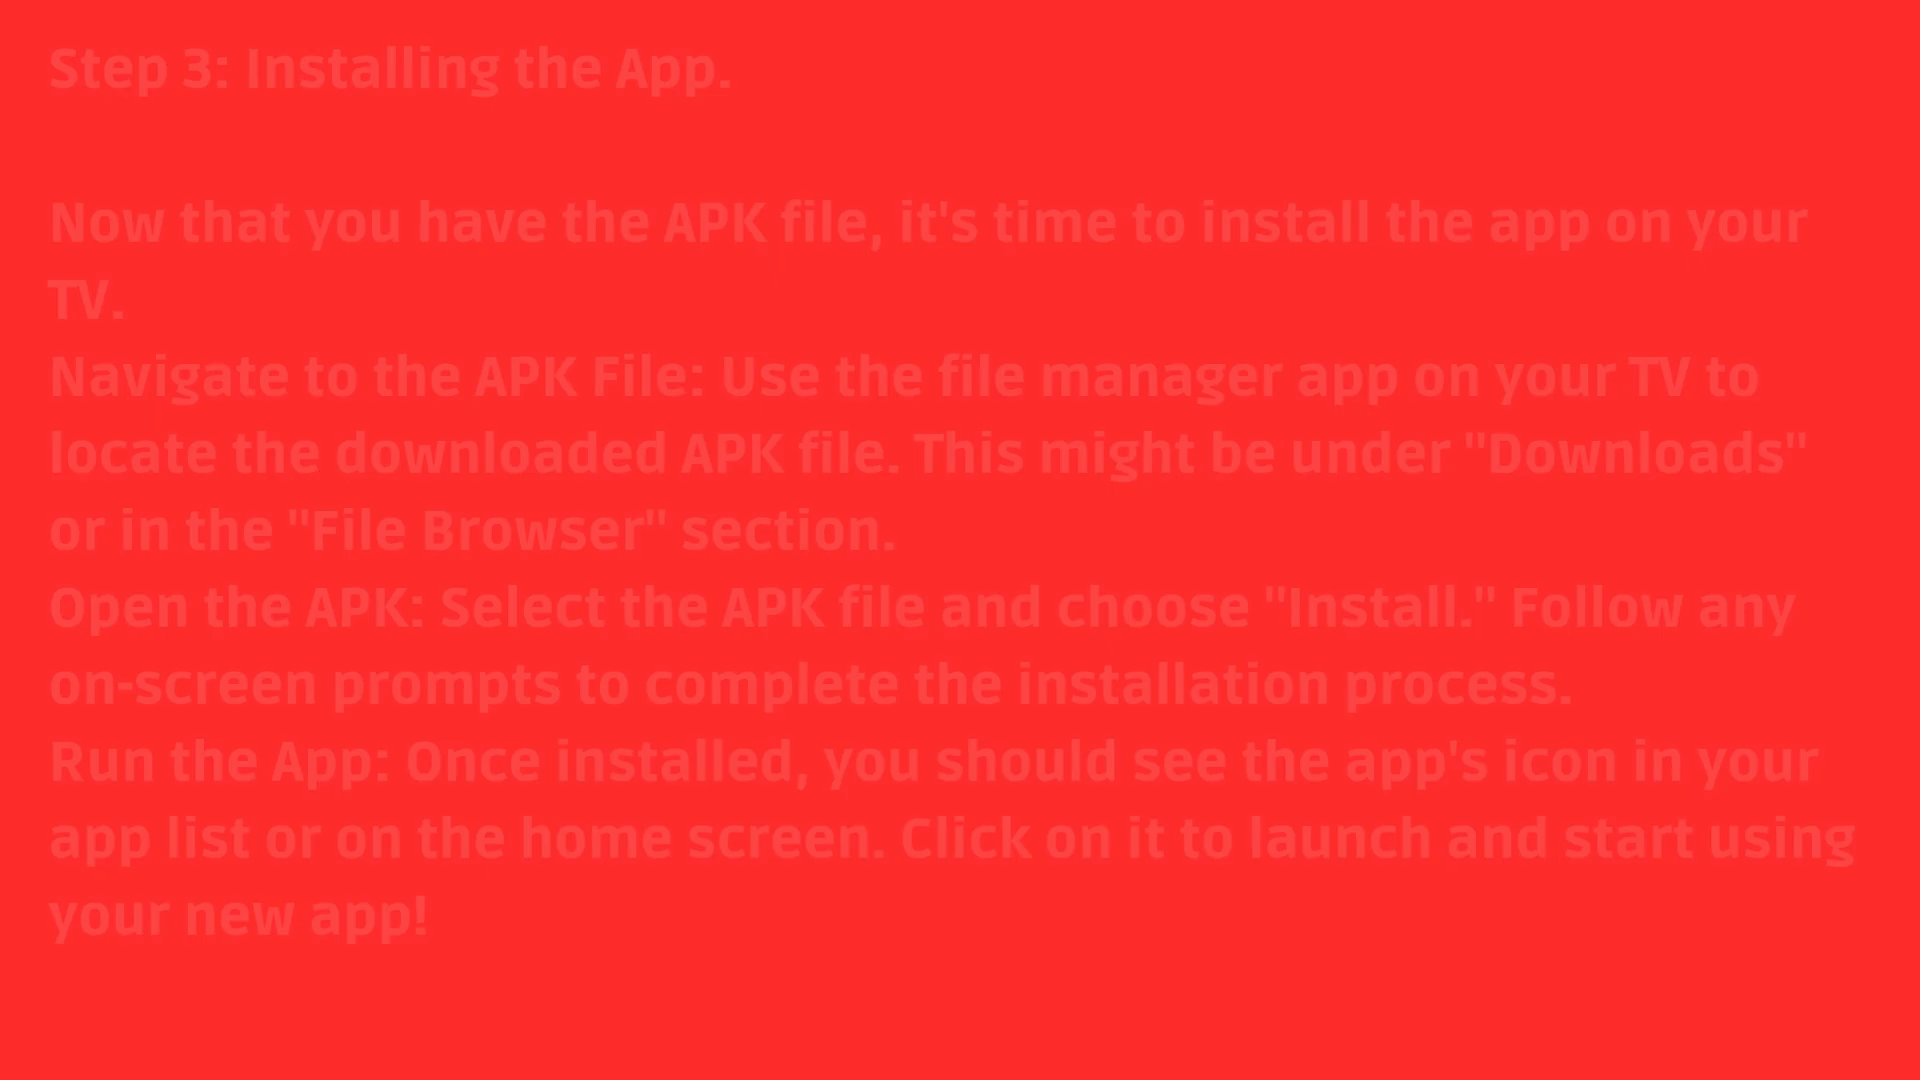 Step 3: Installing the App.
Now that you have the APK file, it's time to install the app on your
TV.
Navigate to the APK File: Use the file manager app on your TV to
locate the downloaded APK file. This might be under "Downloads"
or in the "File Browser" section.
Open the APK: Select the APK file and choose "Install." Follow any
on-screen prompts to complete the installation process.
Run the App: Once installed, you should see the app's icon in your
app list or on the home screen. Click on it to launch and start using
your new app!